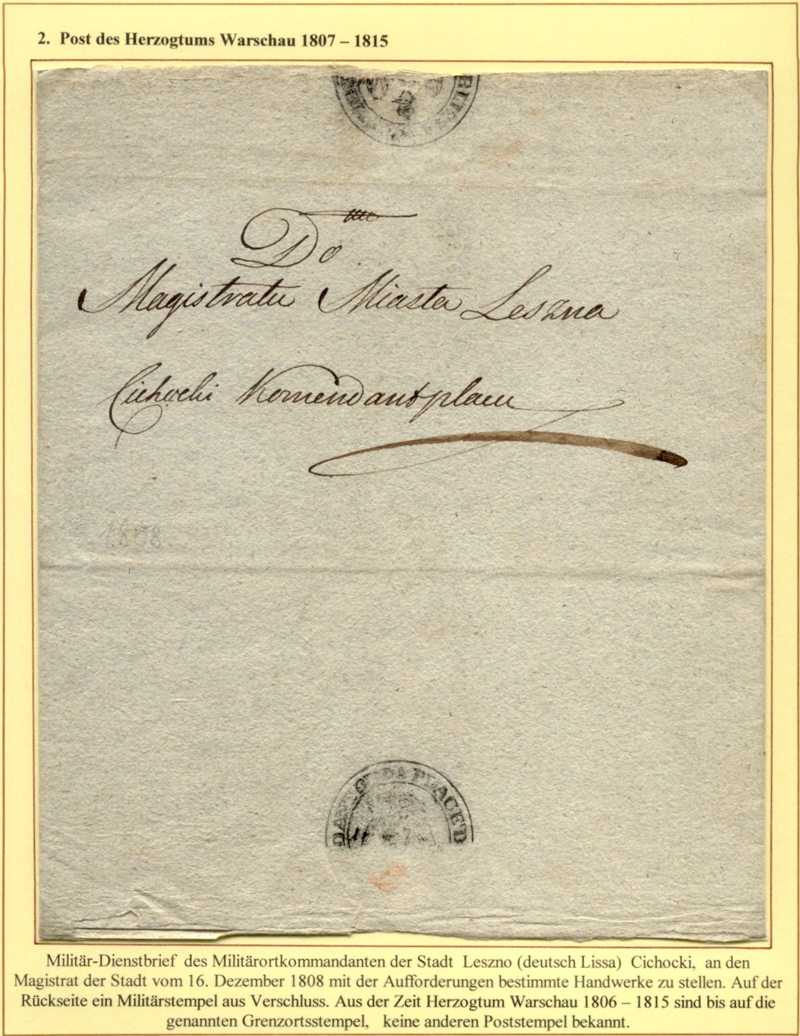 2. Post des Herzogtums Warschau 1807 – 1815
Do
Magistratu Miasta Leszna
Cichocki Komendant placu
1808
PLACE D
Militär-Dienstbrief des Militärortkommandanten der Stadt Leszno (deutsch Lissa) Cichocki, an den
Magistrat der Stadt vom 16. Dezember 1808 mit der Aufforderungen bestimmte Handwerke zu stellen. Auf der
Rückseite ein Militärstempel aus Verschluss. Aus der Zeit Herzogtum Warschau 1806 – 1815 sind bis auf die
genannten Grenzortsstempel, keine anderen Poststempel bekannt.